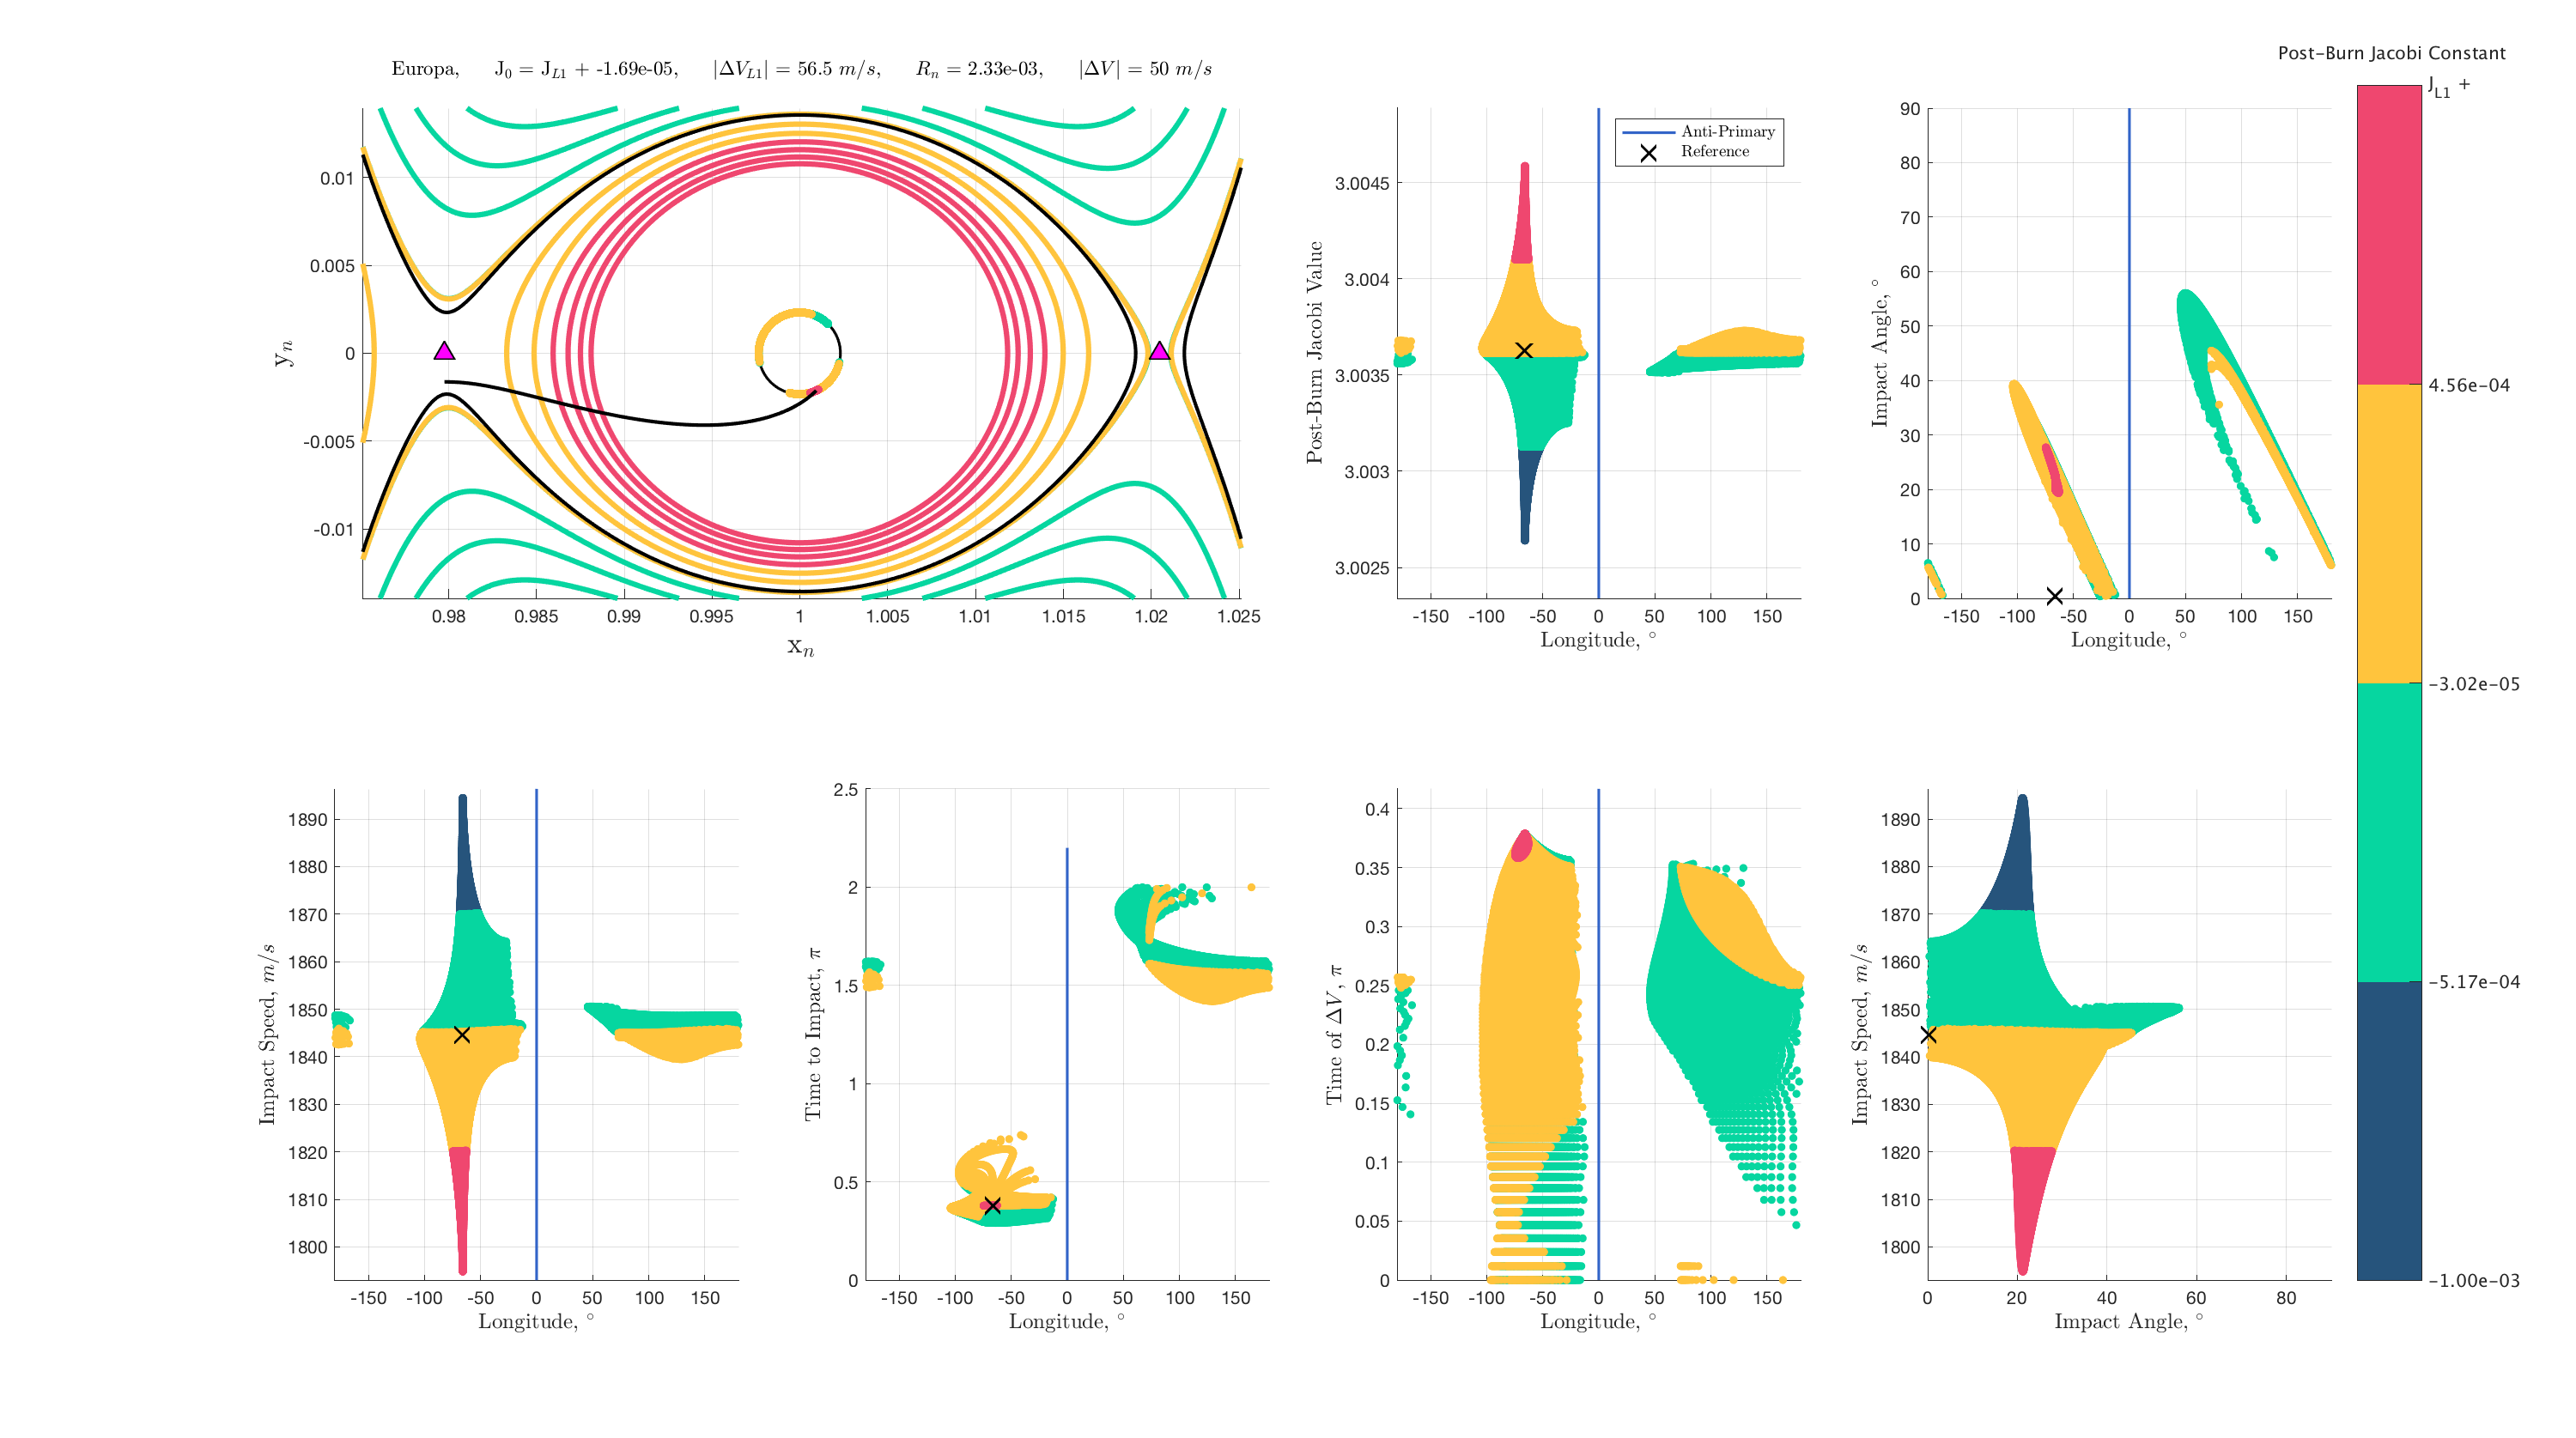 Europa, J0 = JL1 + -1.69e-05, |ΔVL1| = 56.5 m/s, Rn = 2.33e-03, |ΔV| = 50 m/s
yn
0.01
0.005
0
-0.005
-0.01
0.98 0.985 0.99 0.995 1 1.005 1.01 1.015 1.02 1.025
xn
Post-Burn Jacobi Value
3.0045
3.004
3.0035
3.003
3.0025
Anti-Primary
Reference
-150 -100 -50 0 50 100 150
Longitude, °
Impact Angle, °
90
80
70
60
50
40
30
20
10
0
-150 -100 -50 0 50 100 150
Longitude, °
Post-Burn Jacobi Constant
JL1 +
4.56e-04
-3.02e-05
-5.17e-04
-1.00e-03
Impact Speed, m/s
1890
1880
1870
1860
1850
1840
1830
1820
1810
1800
-150 -100 -50 0 50 100 150
Longitude, °
Time to Impact, π
2.5
2
1.5
1
0.5
0
-150 -100 -50 0 50 100 150
Longitude, °
Time of ΔV, π
0.4
0.35
0.3
0.25
0.2
0.15
0.1
0.05
0
-150 -100 -50 0 50 100 150
Longitude, °
Impact Speed, m/s
1890
1880
1870
1860
1850
1840
1830
1820
1810
1800
0 20 40 60 80
Impact Angle, °